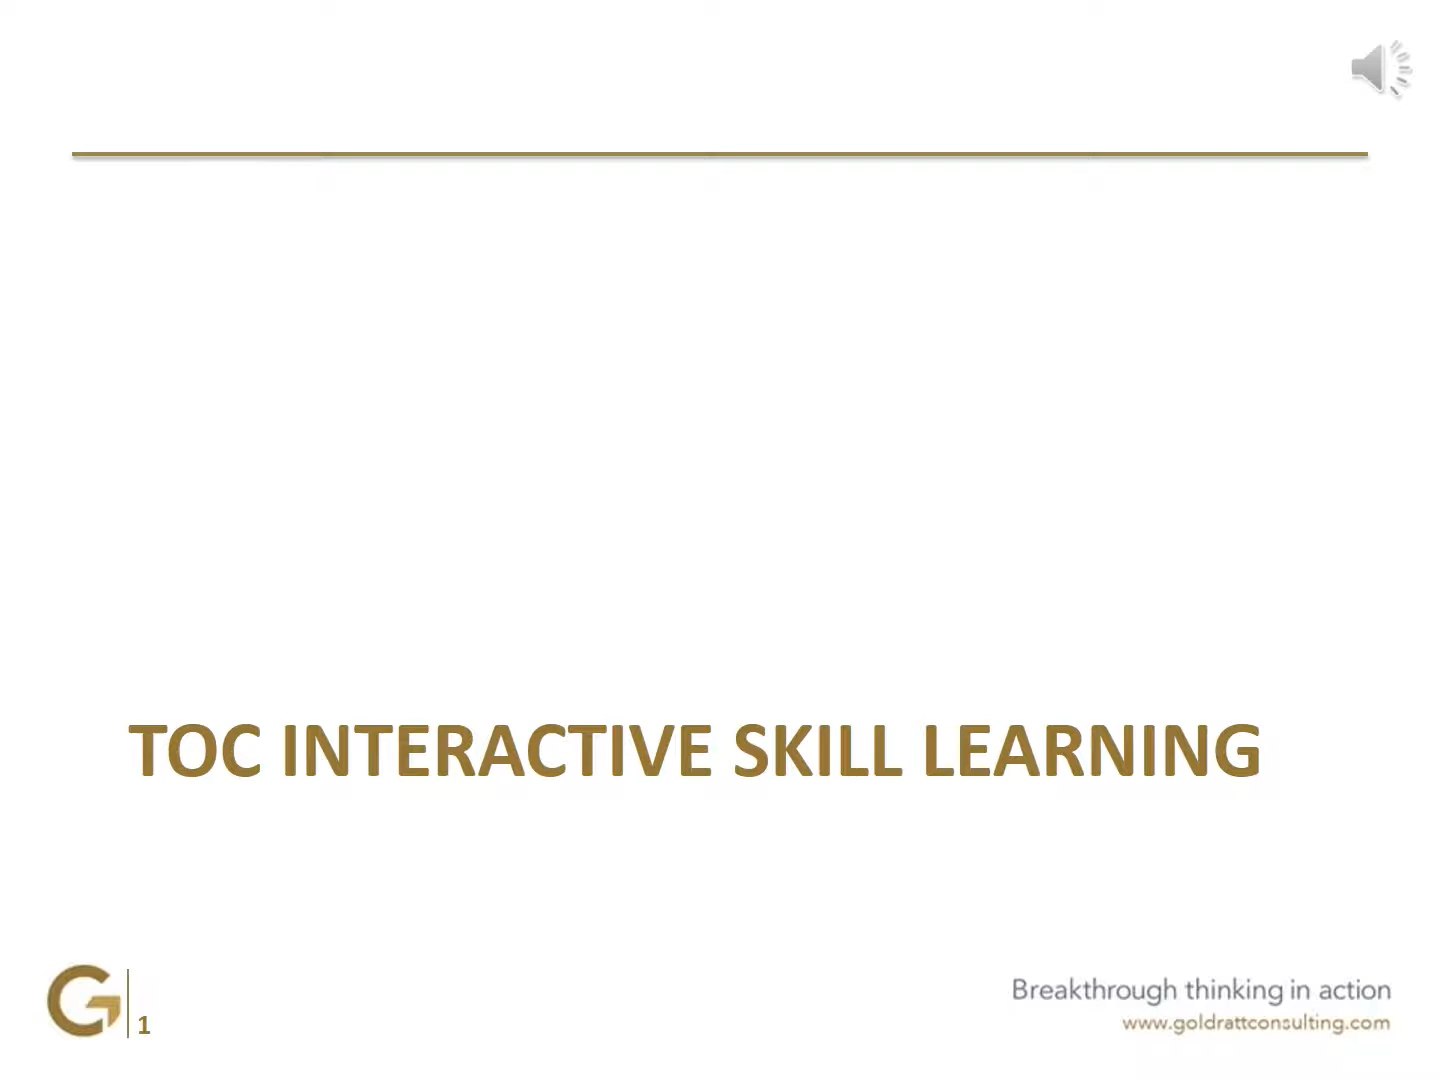 TOC INTERACTIVE SKILL LEARNING
1
Breakthrough thinking in action
www.goldrattconsulting.com